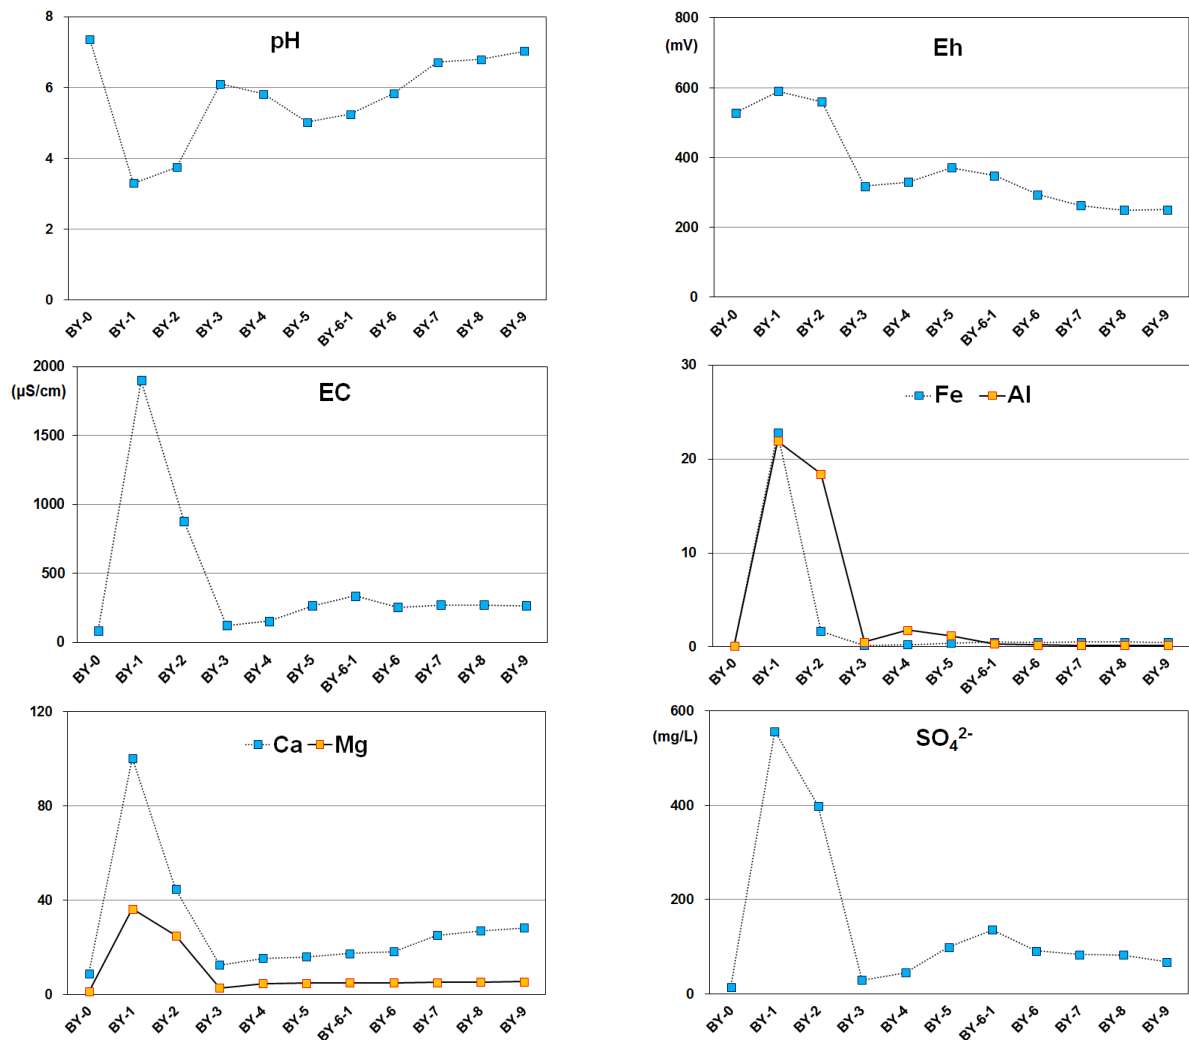 pH
8
6
4
2
0
BY-0 BY-1 BY-2 BY-3 BY-4 BY-5 BY-6-1 BY-6 BY-7 BY-8 BY-9
Eh
(mV)
800
600
400
200
0
BY-0 BY-1 BY-2 BY-3 BY-4 BY-5 BY-6-1 BY-6 BY-7 BY-8 BY-9
EC
2000
(µS/cm)
1500
1000
500
0
BY-0 BY-1 BY-2 BY-3 BY-4 BY-5 BY-6-1 BY-6 BY-7 BY-8 BY-9
Fe Al
30
20
10
0
BY-0 BY-1 BY-2 BY-3 BY-4 BY-5 BY-6-1 BY-6 BY-7 BY-8 BY-9
Ca Mg
120
80
40
0
BY-0 BY-1 BY-2 BY-3 BY-4 BY-5 BY-6-1 BY-6 BY-7 BY-8 BY-9
SO₄²⁻
600
(mg/L)
400
200
0
BY-0 BY-1 BY-2 BY-3 BY-4 BY-5 BY-6-1 BY-6 BY-7 BY-8 BY-9